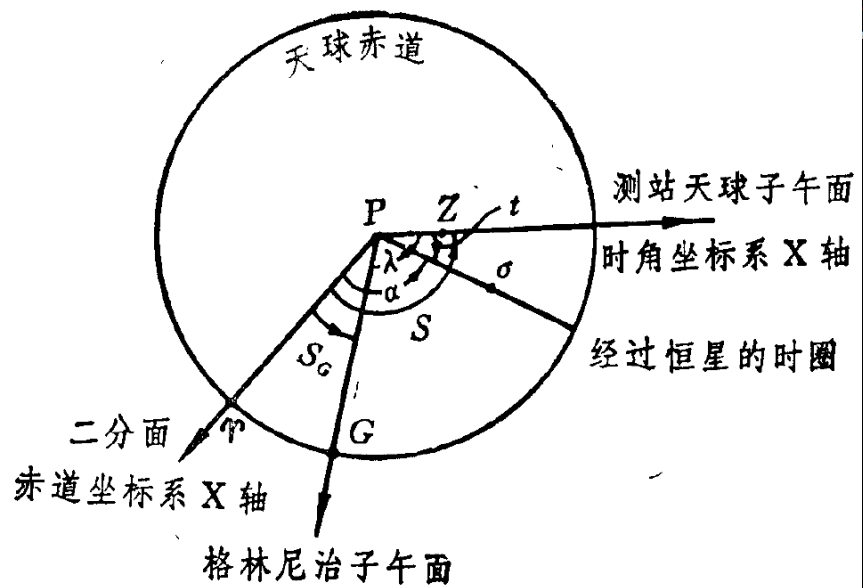 天球赤道
测站天球子午面
P
Z
t
时角坐标系 X 轴
λ
α
σ
S
经过恒星的时圈
S_G
二分面
♈
G
赤道坐标系 X 轴
格林尼治子午面